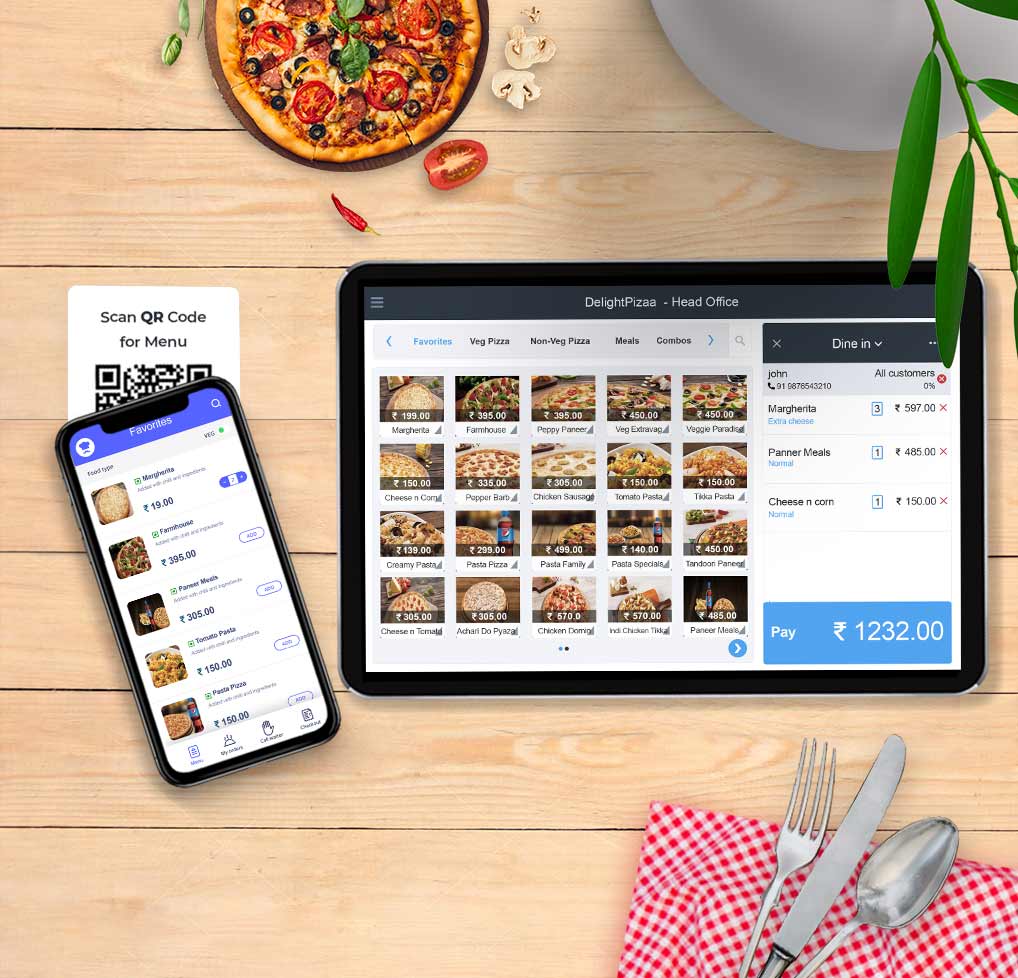 Scan QR Code
for Menu
Favorites
Food type
VEG
Margherita
Added with chilli and ingredients
₹ 19.00
2
Farmhouse
Added with chilli and ingredients
₹ 395.00
ADD
Paneer Meals
Added with chilli and ingredients
₹ 305.00
ADD
Tomato Pasta
Added with chilli and ingredients
₹ 150.00
ADD
Pasta Pizza
Added with chilli and ingredients
₹ 150.00
ADD
Menu
My orders
Call waiter
Checkout
DelightPizaa - Head Office
Favorites Veg Pizza Non-Veg Pizza Meals Combos
₹ 199.00 ₹ 395.00 ₹ 395.00 ₹ 450.00 ₹ 450.00
Margherita Farmhouse Peppy Paneer Veg Extravag Veggie Paradis
₹ 150.00 ₹ 335.00 ₹ 305.00 ₹ 150.00 ₹ 150.00
Cheese n Corn Pepper Barb Chicken Sausag Tomato Pasta Tikka Pasta
₹ 139.00 ₹ 299.00 ₹ 499.00 ₹ 140.00 ₹ 450.00
Creamy Pasta Pasta Pizza Pasta Family Pasta Specials Tandoon Paneer
₹ 305.00 ₹ 305.00 ₹ 570.0 ₹ 570.00 ₹ 485.00
Cheese n Tomato Achari Do Pyaza Chicken Domig Indi Chicken Tikka Paneer Meals
Dine in
john All customers
91 9876543210 0%
Margherita 3 ₹ 597.00
Extra cheese
Panner Meals 1 ₹ 485.00
Normal
Cheese n corn 1 ₹ 150.00
Normal
Pay ₹ 1232.00